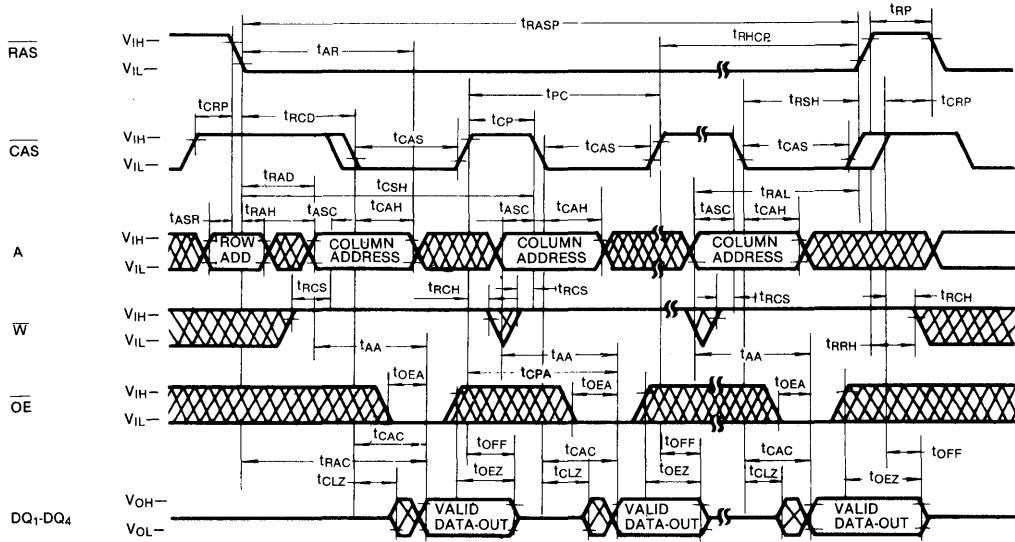 tRASP
tRP
RAS
VIH
VIL
tAR
tRHCP
tCRP
tRCD
tPC
tCP
tRSH
tCRP
CAS
VIH
VIL
tCAS
tCAS
tCAS
tRAD
tCSH
tRAL
tASR
tRAH
tASC
tCAH
tASC
tCAH
tASC
tCAH
A
VIH
VIL
ROW ADD
COLUMN ADDRESS
COLUMN ADDRESS
COLUMN ADDRESS
tRCS
tRCH
tRCS
tRCS
tRCH
W
VIH
VIL
tAA
tAA
tAA
tRRH
tCPA
tOEA
tOEA
tOEA
OE
VIH
VIL
tCAC
tOFF
tCAC
tOFF
tCAC
tOFF
tRAC
tCLZ
tOEZ
tCLZ
tOEZ
tCLZ
tOEZ
DQ1-DQ4
VOH
VOL
VALID DATA-OUT
VALID DATA-OUT
VALID DATA-OUT